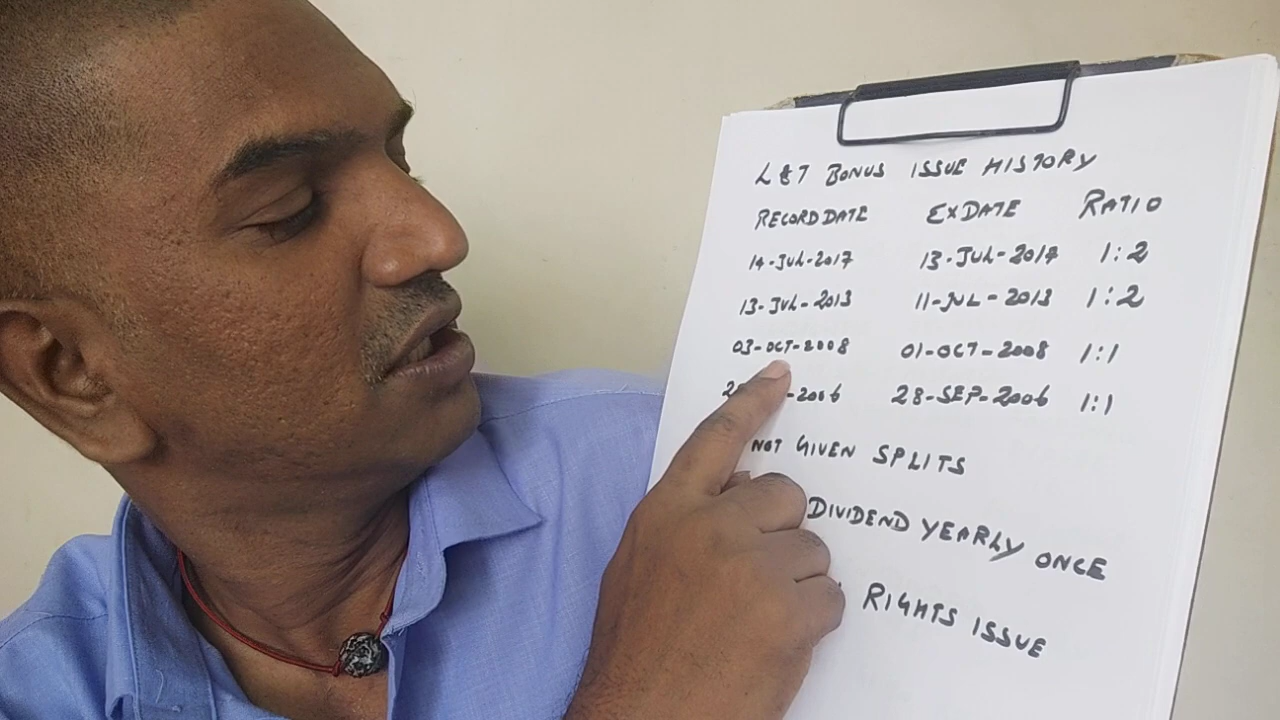 L&T BONUS ISSUE HISTORY
RECORD DATE EXDATE RATIO
14-JUL-2017 13-JUL-2017 1:2
13-JUL-2013 11-JUL-2013 1:2
03-OCT-2008 01-OCT-2008 1:1
-2006 28-SEP-2006 1:1
NOT GIVEN SPLITS
DIVIDEND YEARLY ONCE
RIGHTS ISSUE